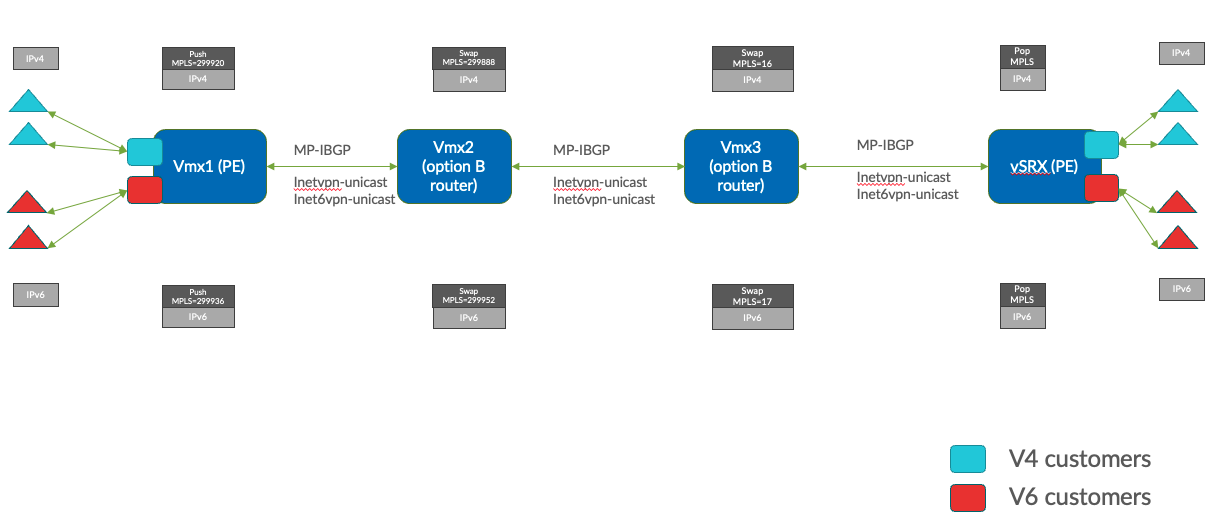 IPv4
Push
MPLS=299920
IPv4
Swap
MPLS=299888
IPv4
Swap
MPLS=16
IPv4
Pop
MPLS
IPv4
IPv4
Vmx1 (PE)
MP-IBGP
Inetvpn-unicast
Inet6vpn-unicast
Vmx2
(option B
router)
MP-IBGP
Inetvpn-unicast
Inet6vpn-unicast
Vmx3
(option B
router)
MP-IBGP
Inetvpn-unicast
Inet6vpn-unicast
vSRX (PE)
IPv6
Push
MPLS=299936
IPv6
Swap
MPLS=299952
IPv6
Swap
MPLS=17
IPv6
Pop
MPLS
IPv6
IPv6
V4 customers
V6 customers